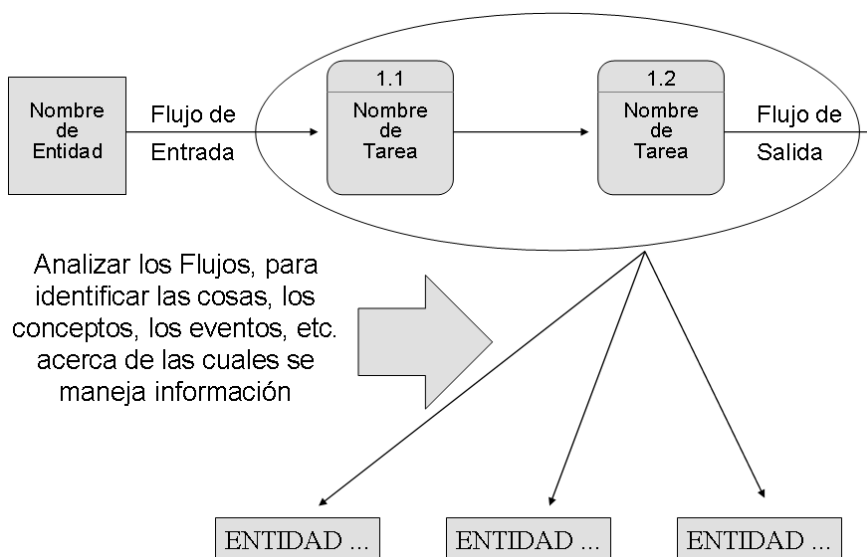 Nombre
de
Entidad
Flujo de
Entrada
1.1
Nombre
de
Tarea
1.2
Nombre
de
Tarea
Flujo de
Salida
Analizar los Flujos, para
identificar las cosas, los
conceptos, los eventos, etc.
acerca de las cuales se
maneja información
ENTIDAD ...
ENTIDAD ...
ENTIDAD ...